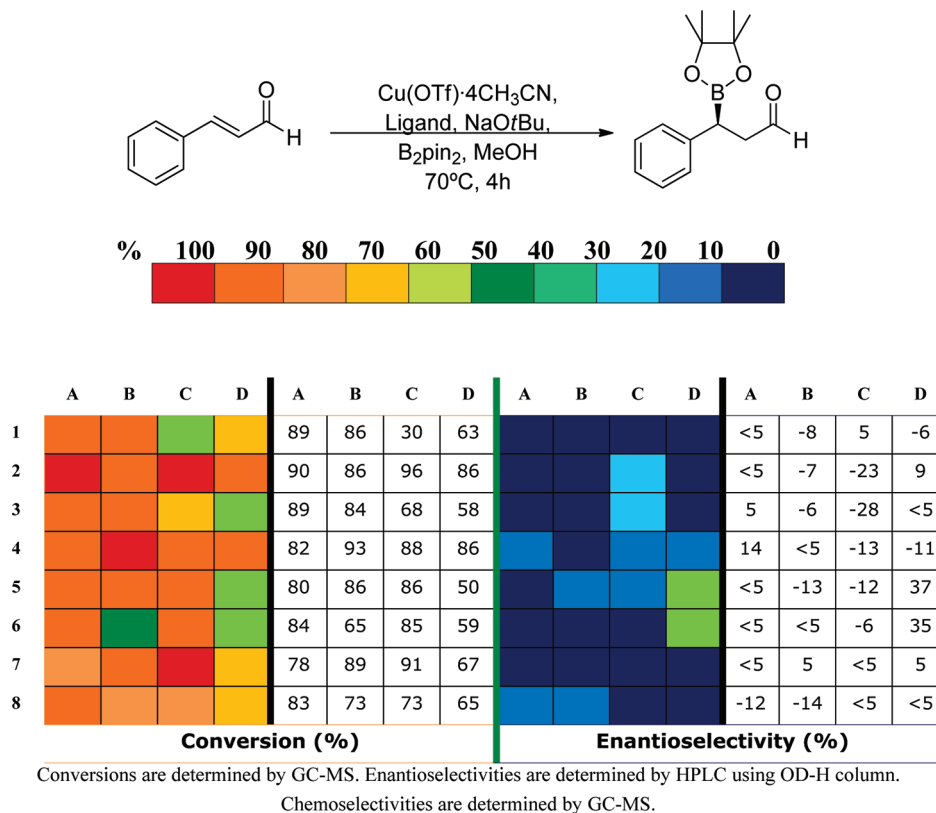 O
H
Cu(OTf)·4CH₃CN,
Ligand, NaOtBu,
B₂pin₂, MeOH
70ºC, 4h
O O
B
O
H
% 100 90 80 70 60 50 40 30 20 10 0
A B C D A B C D A B C D A B C D
1 89 86 30 63 <5 -8 5 -6
2 90 86 96 86 <5 -7 -23 9
3 89 84 68 58 5 -6 -28 <5
4 82 93 88 86 14 <5 -13 -11
5 80 86 86 50 <5 -13 -12 37
6 84 65 85 59 <5 <5 -6 35
7 78 89 91 67 <5 5 <5 5
8 83 73 73 65 -12 -14 <5 <5
Conversion (%) Enantioselectivity (%)
Conversions are determined by GC-MS. Enantioselectivities are determined by HPLC using OD-H column.
Chemoselectivities are determined by GC-MS.